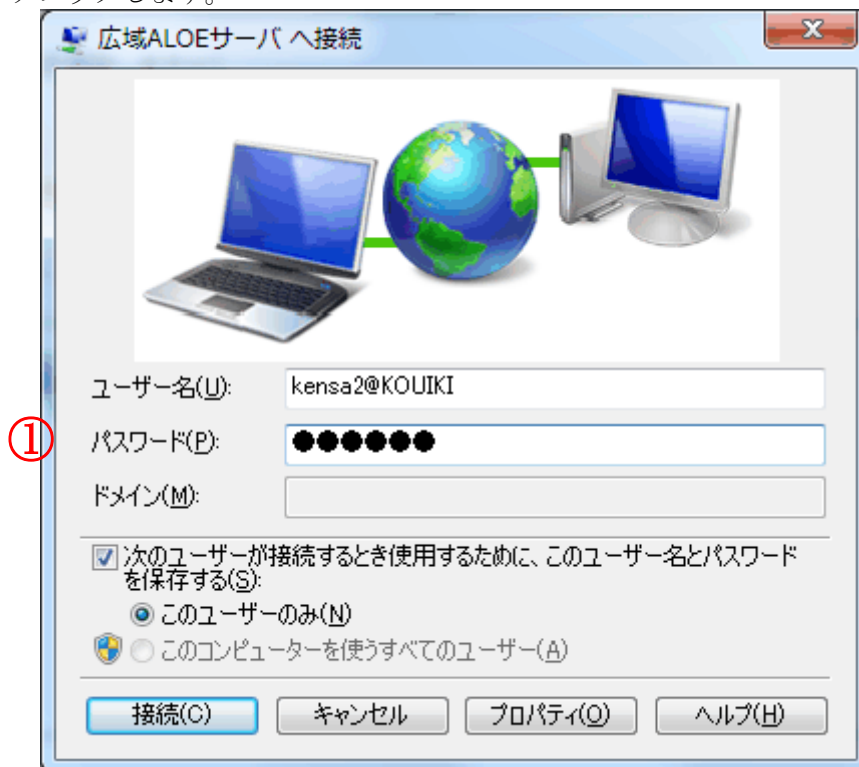 広域ALOEサーバ へ接続
ユーザー名(U):
kensa2@KOUIKI
① パスワード(P):
●●●●●●
ドメイン(M):
次のユーザーが接続するとき使用するために、このユーザー名とパスワード
を保存する(S):
このユーザーのみ(N)
このコンピューターを使うすべてのユーザー(A)
接続(C) キャンセル プロパティ(O) ヘルプ(H)